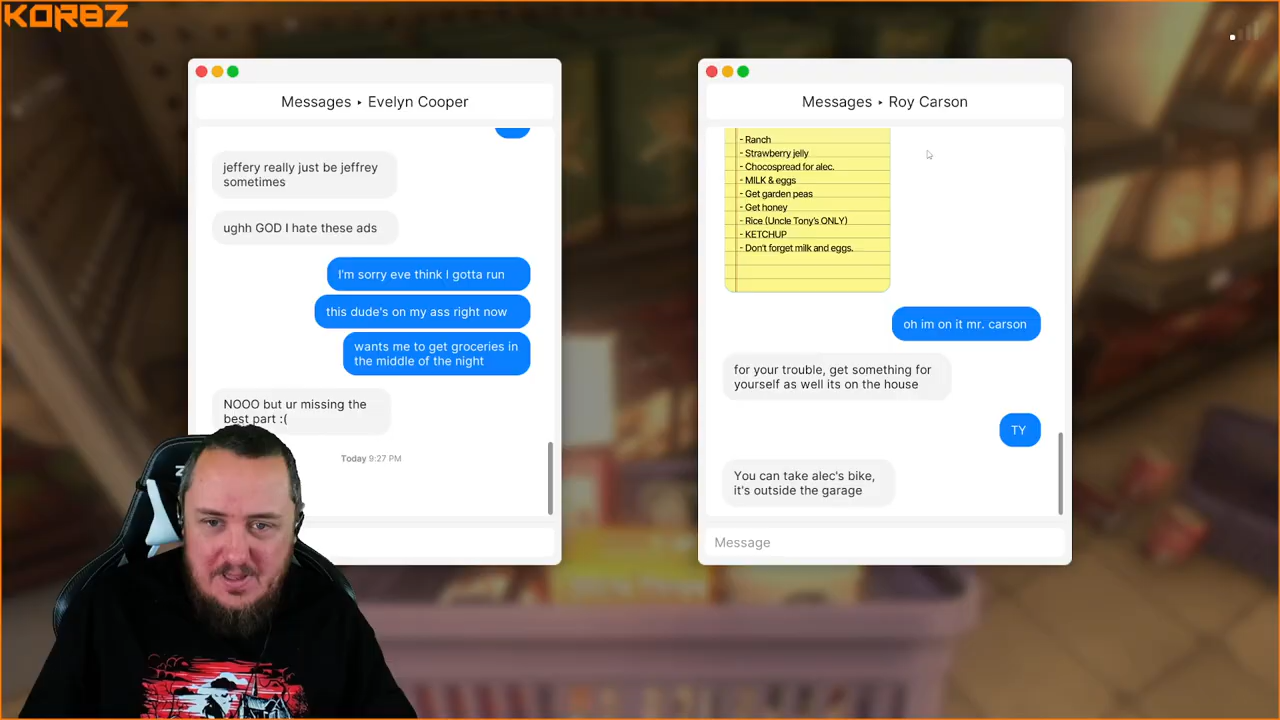 KORBZ
Messages ‣ Evelyn Cooper
jeffery really just be jeffrey
sometimes
ughh GOD I hate these ads
I'm sorry eve think I gotta run
this dude's on my ass right now
wants me to get groceries in
the middle of the night
NOOO but ur missing the
best part :(
Today 9:27 PM
Messages ‣ Roy Carson
- Ranch
- Strawberry jelly
- Chocospread for alec.
- MILK & eggs
- Get garden peas
- Get honey
- Rice (Uncle Tony's ONLY)
- KETCHUP
- Don't forget milk and eggs.
oh im on it mr. carson
for your trouble, get something for
yourself as well its on the house
TY
You can take alec's bike,
it's outside the garage
Message